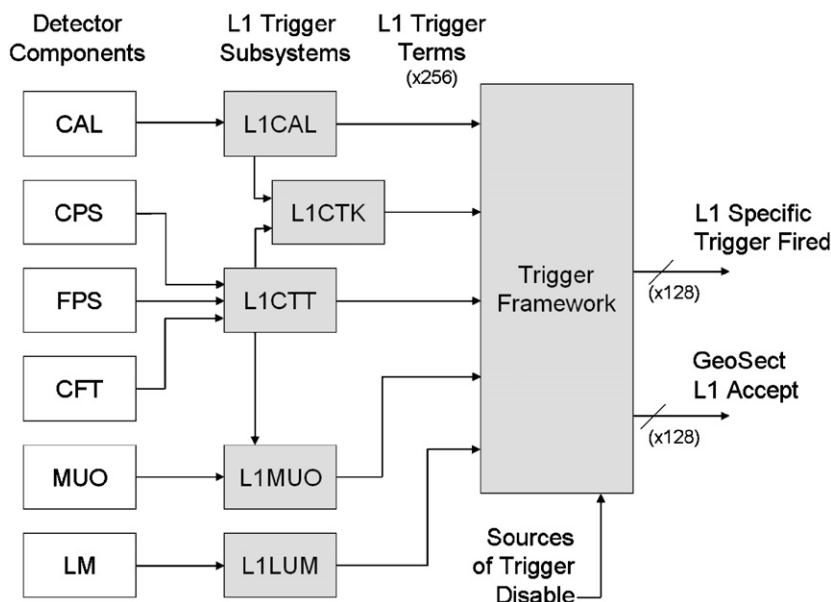 Detector
Components
L1 Trigger
Subsystems
L1 Trigger
Terms
(x256)
CAL
L1CAL
CPS
L1CTK
FPS
L1CTT
CFT
MUO
L1MUO
LM
L1LUM
Trigger
Framework
L1 Specific
Trigger Fired
(x128)
GeoSect
L1 Accept
(x128)
Sources
of Trigger
Disable